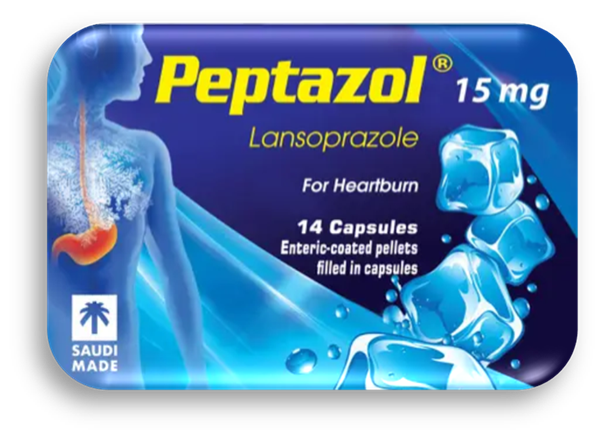 Peptazol® 15 mg
Lansoprazole
For Heartburn
14 Capsules
Enteric-coated pellets
filled in capsules
SAUDI
MADE